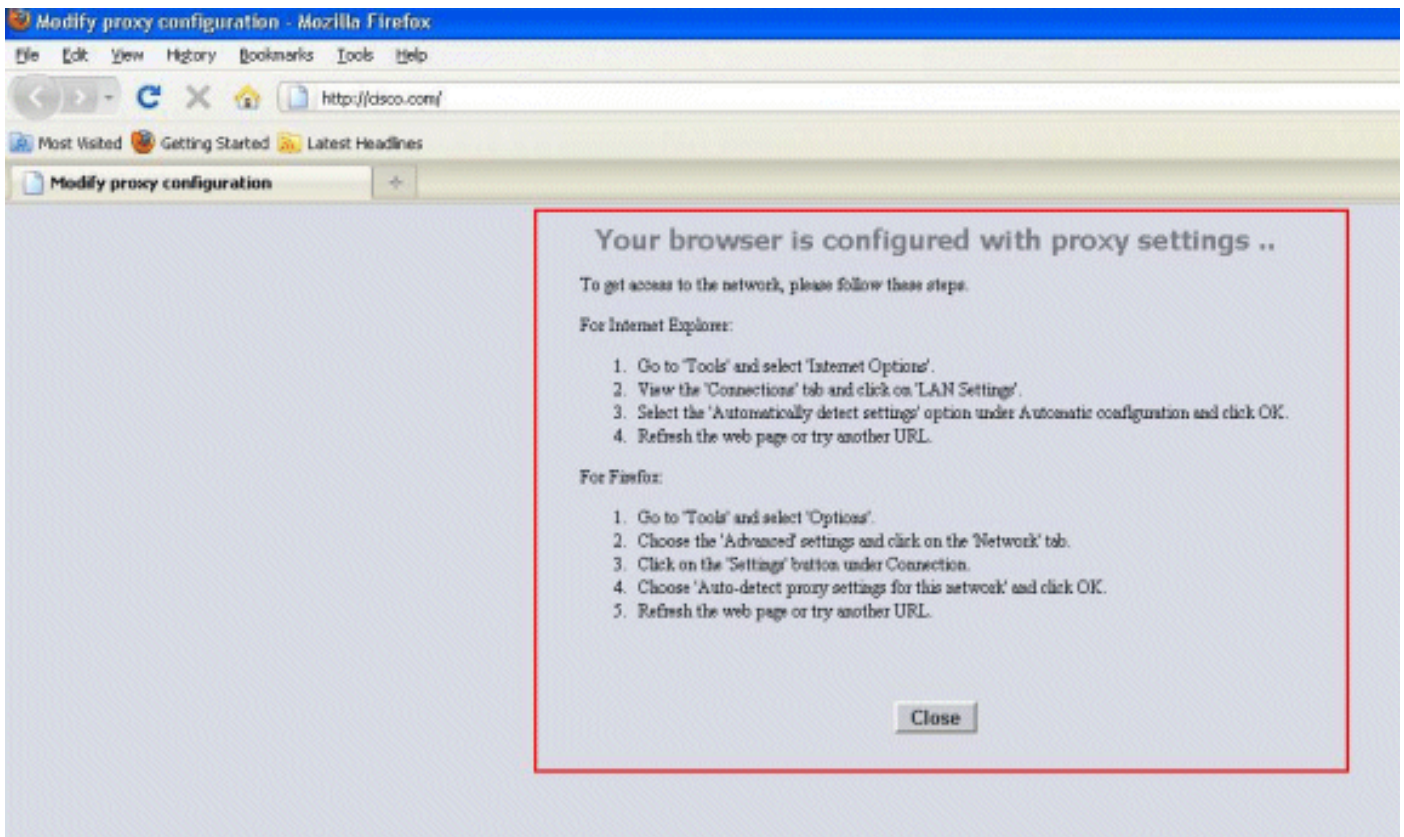 Modify proxy configuration - Mozilla Firefox
File Edit View History Bookmarks Tools Help
http://cisco.com/
Most Visited Getting Started Latest Headlines
Modify proxy configuration
Your browser is configured with proxy settings ..
To get access to the network, please follow these steps.
For Internet Explorer:
1. Go to 'Tools' and select 'Internet Options'.
2. View the 'Connections' tab and click on 'LAN Settings'.
3. Select the 'Automatically detect settings' option under Automatic configuration and click OK.
4. Refresh the web page or try another URL.
For Firefox:
1. Go to 'Tools' and select 'Options'.
2. Choose the 'Advanced' settings and click on the 'Network' tab.
3. Click on the 'Settings' button under Connection.
4. Choose 'Auto-detect proxy settings for this network' and click OK.
5. Refresh the web page or try another URL.
Close